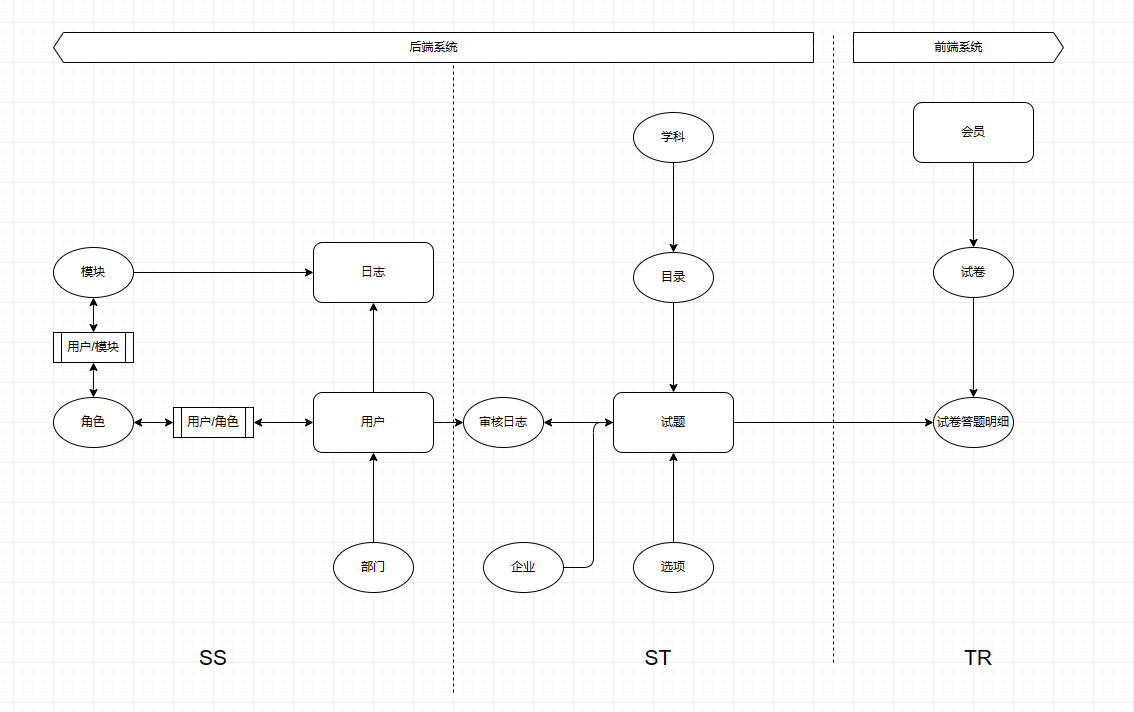 后端系统
前端系统
会员
学科
模块
日志
目录
试卷
用户/模块
角色
用户/角色
用户
审核日志
试题
试卷答题明细
部门
企业
选项
SS
ST
TR